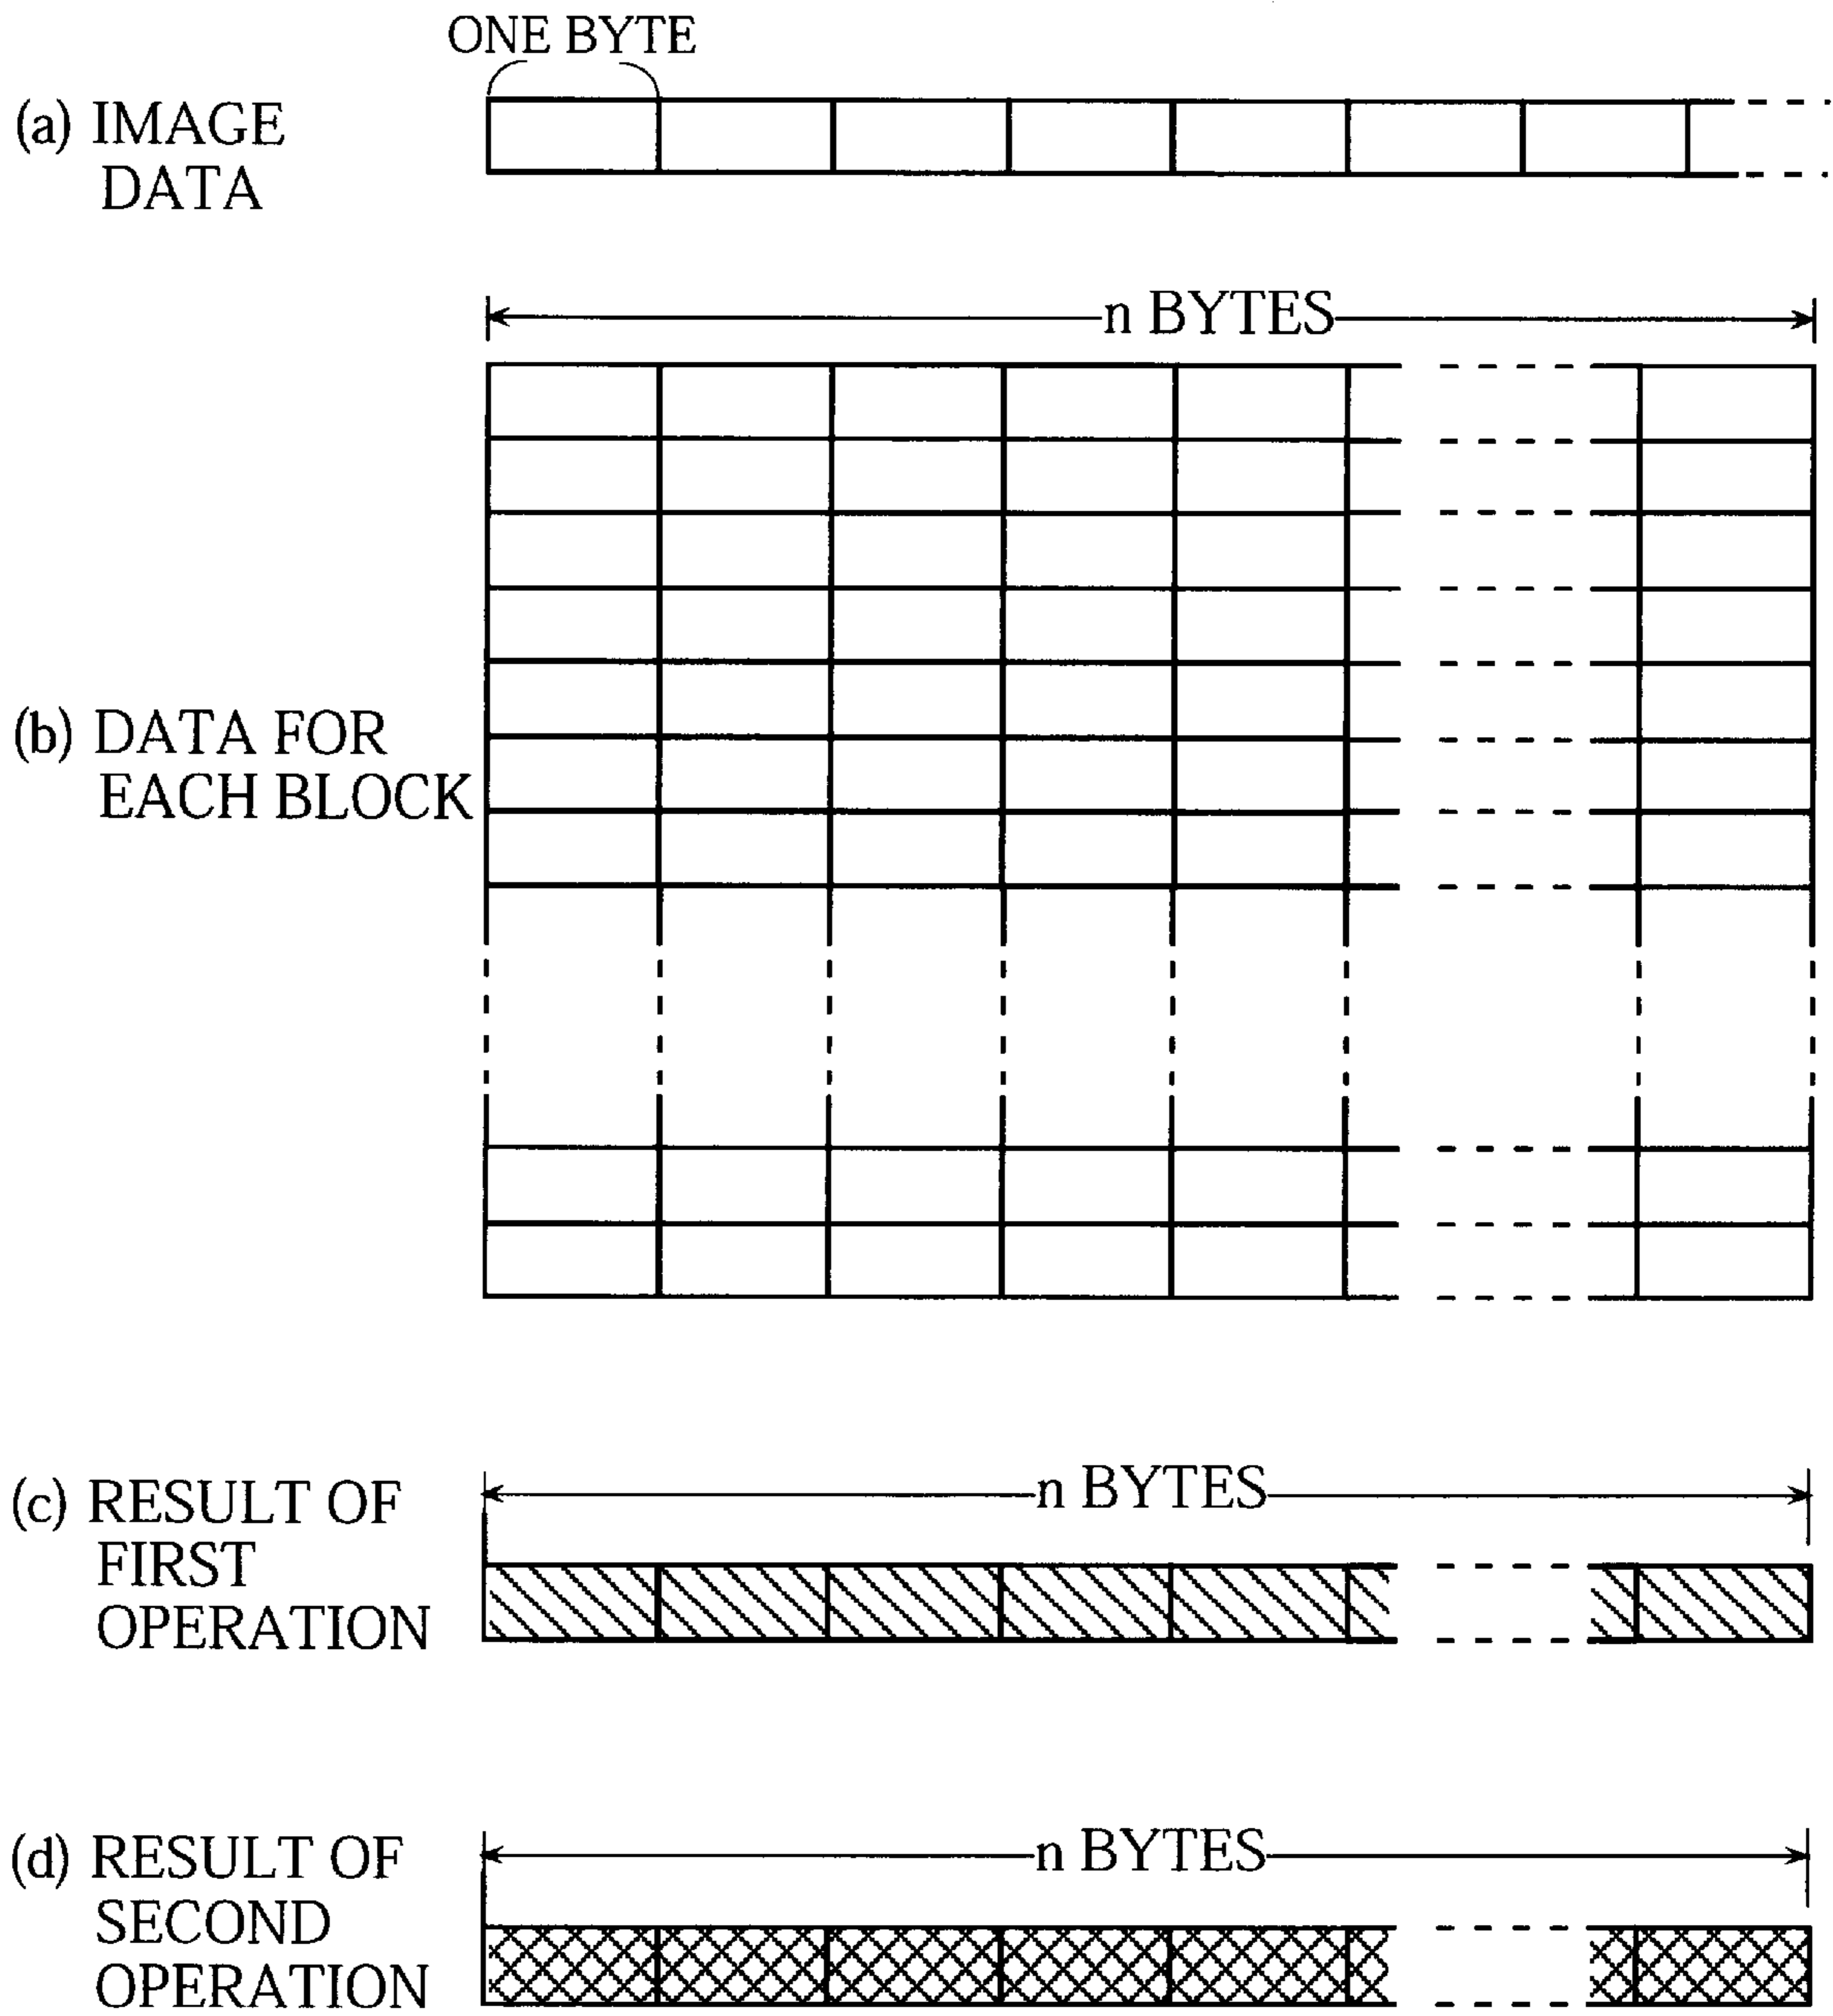 ONE BYTE
(a) IMAGE
DATA
n BYTES
(b) DATA FOR
EACH BLOCK
n BYTES
(c) RESULT OF
FIRST
OPERATION
n BYTES
(d) RESULT OF
SECOND
OPERATION